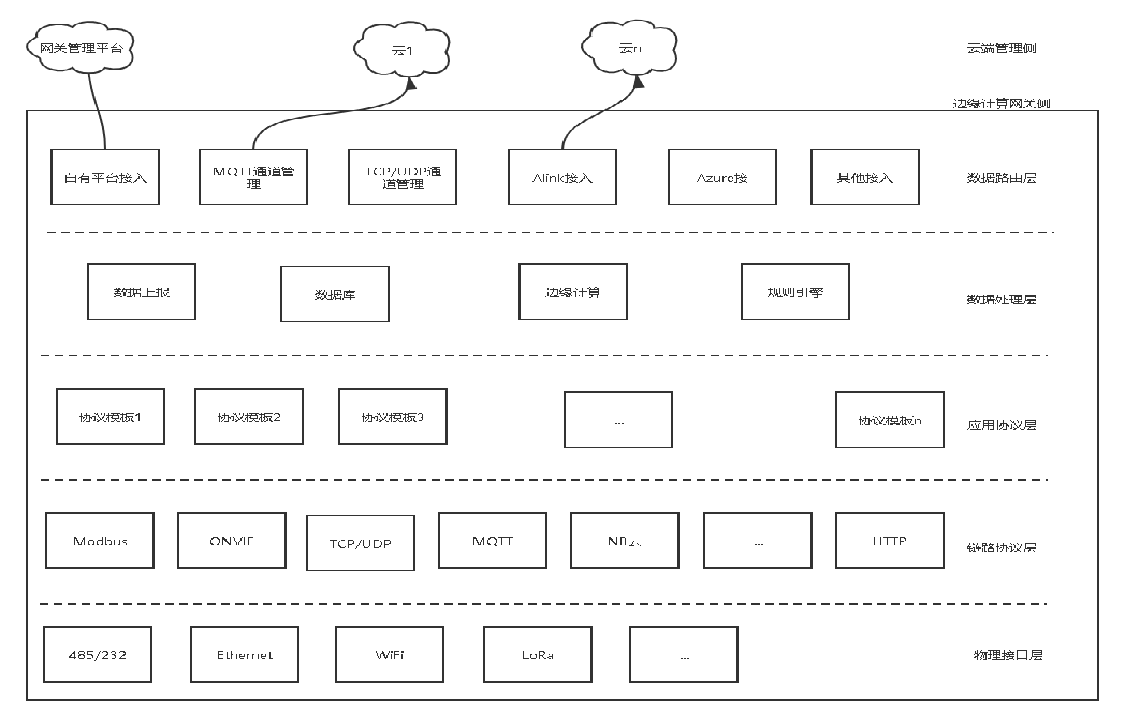 网关管理平台
云1
云n
云端管理侧
边缘计算网关侧
自有平台接入
MQTT通道管
理
TCP/UDP通
道管理
Alink接入
Azure接
其他接入
数据路由层
数据上报
数据库
边缘计算
规则引擎
数据处理层
协议模板1
协议模板2
协议模板3
...
协议模板n
应用协议层
Modbus
ONVIF
TCP/UDP
MQTT
...
HTTP
链路协议层
485/232
Ethernet
WiFi
LoRa
...
物理接口层